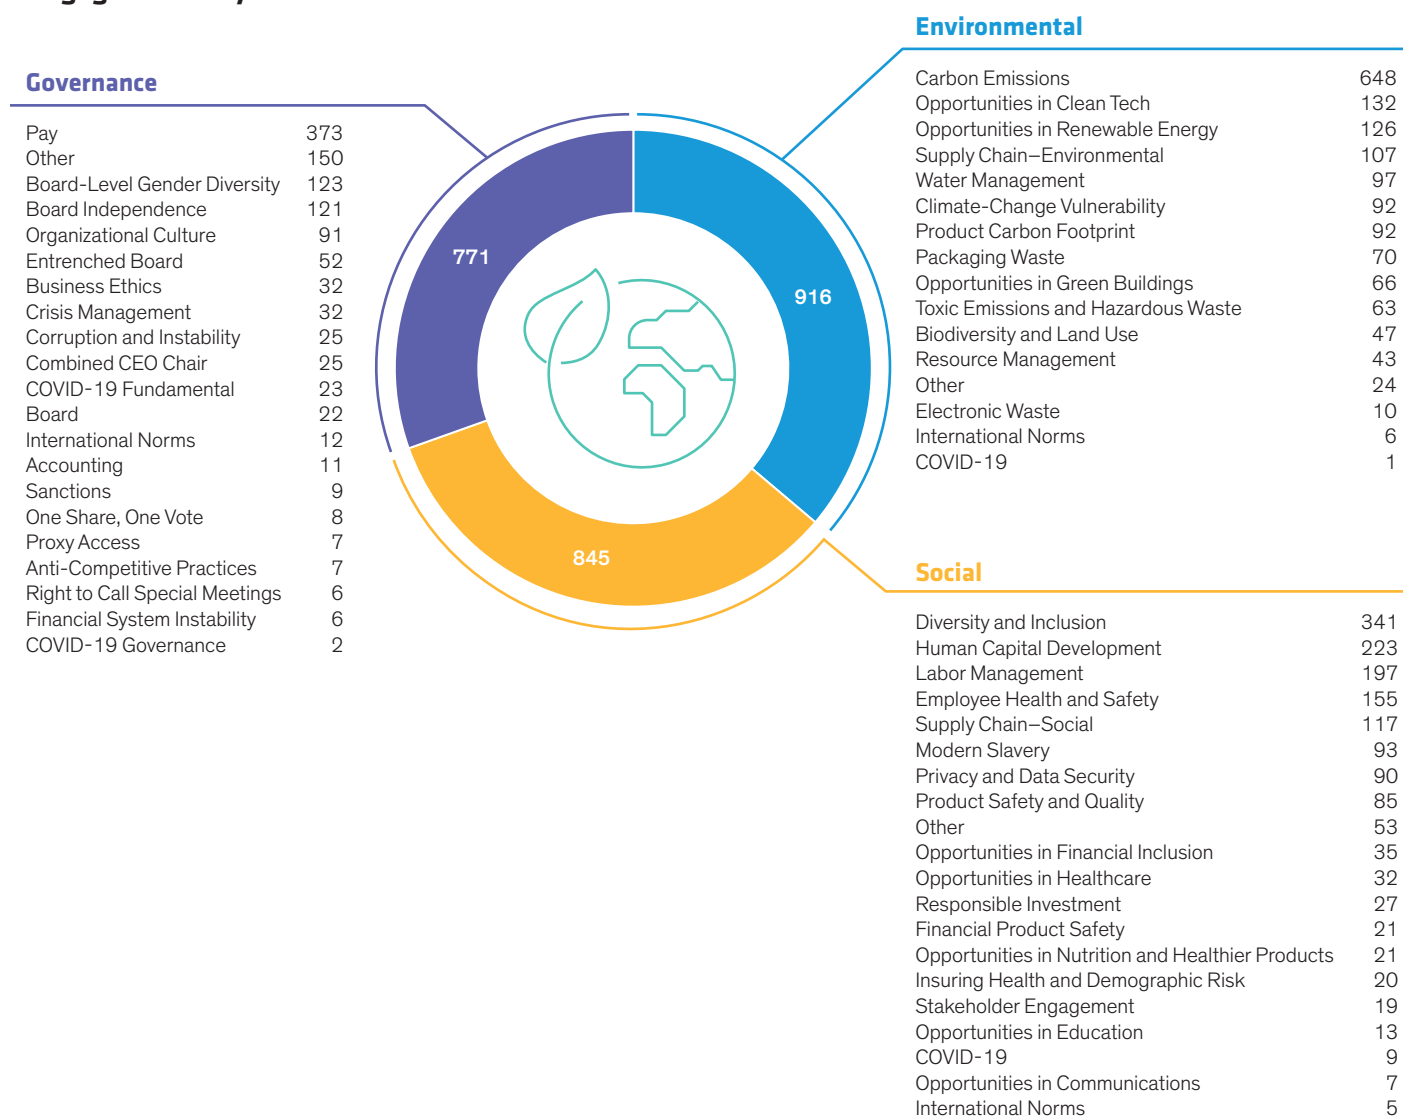 Environmental
Carbon Emissions 648
Opportunities in Clean Tech 132
Opportunities in Renewable Energy 126
Supply Chain–Environmental 107
Water Management 97
Climate-Change Vulnerability 92
Product Carbon Footprint 92
Packaging Waste 70
Opportunities in Green Buildings 66
Toxic Emissions and Hazardous Waste 63
Biodiversity and Land Use 47
Resource Management 43
Other 24
Electronic Waste 10
International Norms 6
COVID-19 1
Governance
Pay 373
Other 150
Board-Level Gender Diversity 123
Board Independence 121
Organizational Culture 91
Entrenched Board 52
Business Ethics 32
Crisis Management 32
Corruption and Instability 25
Combined CEO Chair 25
COVID-19 Fundamental 23
Board 22
International Norms 12
Accounting 11
Sanctions 9
One Share, One Vote 8
Proxy Access 7
Anti-Competitive Practices 7
Right to Call Special Meetings 6
Financial System Instability 6
COVID-19 Governance 2
771
916
845
Social
Diversity and Inclusion 341
Human Capital Development 223
Labor Management 197
Employee Health and Safety 155
Supply Chain–Social 117
Modern Slavery 93
Privacy and Data Security 90
Product Safety and Quality 85
Other 53
Opportunities in Financial Inclusion 35
Opportunities in Healthcare 32
Responsible Investment 27
Financial Product Safety 21
Opportunities in Nutrition and Healthier Products 21
Insuring Health and Demographic Risk 20
Stakeholder Engagement 19
Opportunities in Education 13
COVID-19 9
Opportunities in Communications 7
International Norms 5